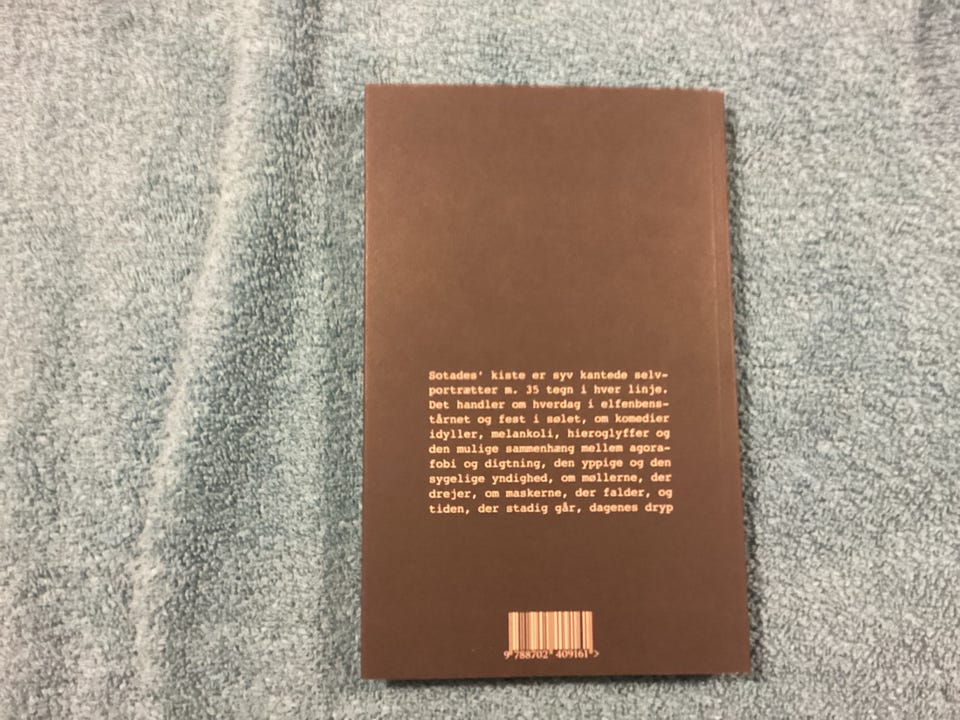 Sotades' kiste er syv kantede selv-
portrætter m. 35 tegn i hver linje.
Det handler om hverdag i elfenbens-
tårnet og fest i sølet, om komedier
idyller, melankoli, hieroglyffer og
den mulige sammenhæng mellem agora-
fobi og digtning, den yppige og den
sygelige yndighed, om møllerne, der
drejer, om maskerne, der falder, og
tiden, der stadig går, dagenes dryp
9 788702 409161 >